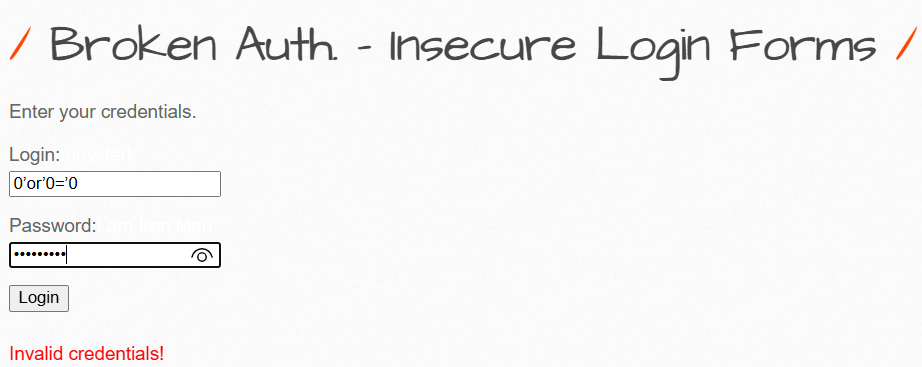 / Broken Auth. - Insecure Login Forms /
Enter your credentials.
Login: tonystark
0’or’0=’0
Password: I am Iron Man
•••••••••
Login
Invalid credentials!